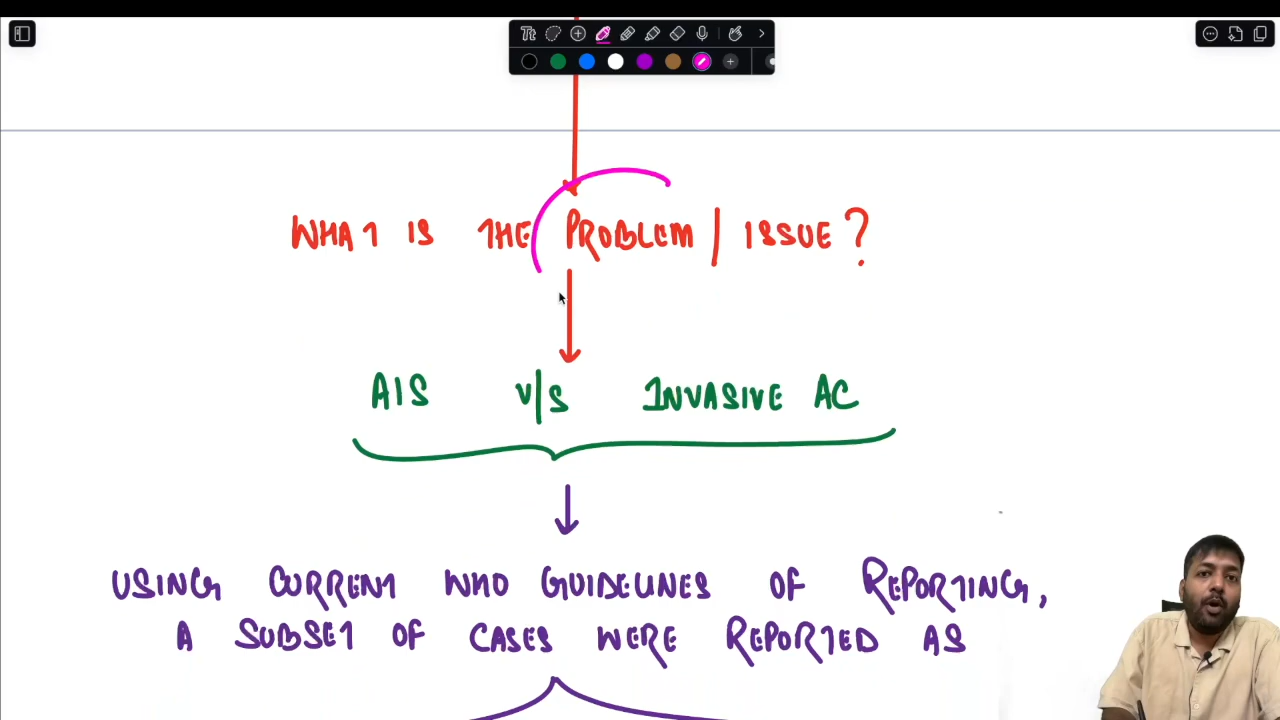 WHAT IS THE PROBLEM / ISSUE?
AIS V/S INVASIVE AC
USING CURRENT WHO GUIDELINES OF REPORTING,
A SUBSET OF CASES WERE REPORTED AS